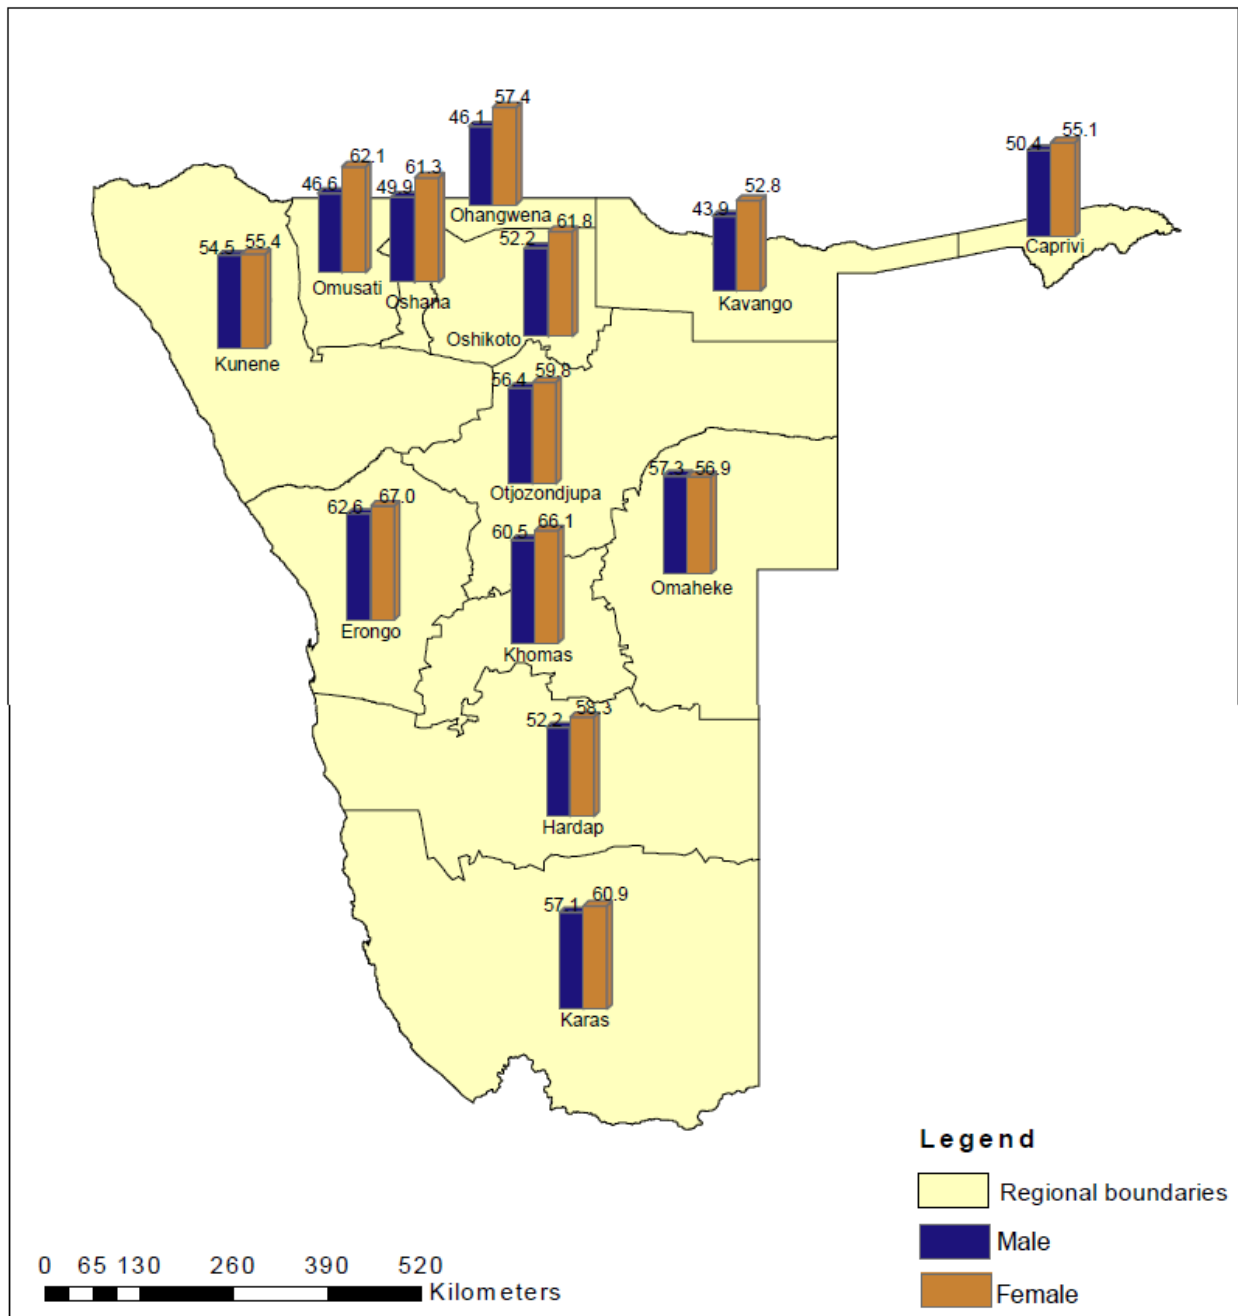 46.1 57.4
Ohangwena
50.4 55.1
Caprivi
46.6 62.1
Omusati
49.9 61.3
Oshana
43.9 52.8
Kavango
52.2 61.8
Oshikoto
54.5 55.4
Kunene
56.4 59.8
Otjozondjupa
57.3 56.9
Omaheke
62.6 67.0
Erongo
60.5 66.1
Khomas
52.2 58.3
Hardap
57.1 60.9
Karas
Legend
Regional boundaries
Male
Female
0 65 130 260 390 520
Kilometers